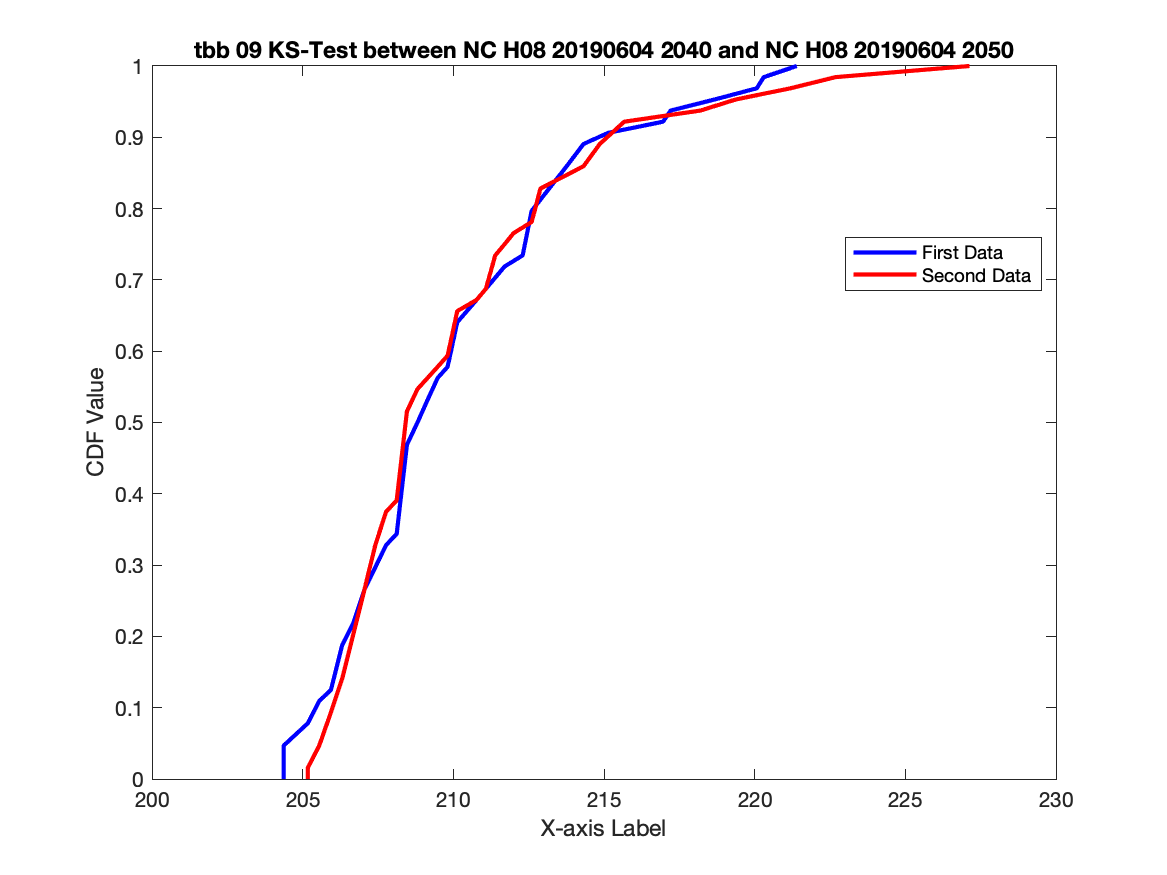 tbb 09 KS-Test between NC H08 20190604 2040 and NC H08 20190604 2050
1
0.9
0.8
0.7
0.6
0.5
0.4
0.3
0.2
0.1
0
CDF Value
First Data
Second Data
200 205 210 215 220 225 230
X-axis Label